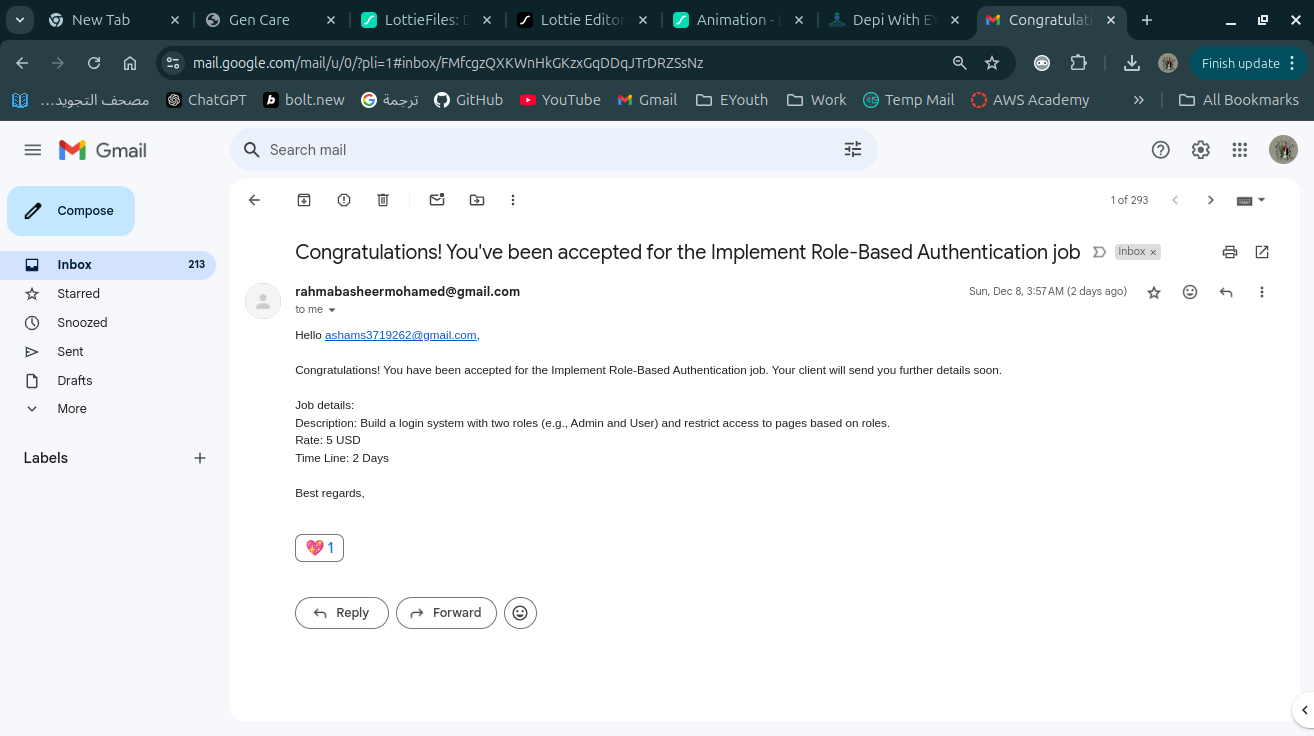 New Tab
Gen Care
LottieFiles: D
Lottie Editor
Animation -
Depi With EY
Congratulati
mail.google.com/mail/u/0/?pli=1#inbox/FMfcgzQXKWnHkGKzxGqDDqJTrDRZSsNz
Finish update
مصحف التجويد...
ChatGPT
bolt.new
ترجمة
GitHub
YouTube
Gmail
EYouth
Work
Temp Mail
AWS Academy
»
All Bookmarks
Gmail
Search mail
Compose
1 of 293
Inbox 213
Starred
Snoozed
Sent
Drafts
More
Labels
Congratulations! You've been accepted for the Implement Role-Based Authentication job
Inbox ×
rahmabasheermohamed@gmail.com
Sun, Dec 8, 3:57 AM (2 days ago)
to me
Hello ashams3719262@gmail.com,
Congratulations! You have been accepted for the Implement Role-Based Authentication job. Your client will send you further details soon.
Job details:
Description: Build a login system with two roles (e.g., Admin and User) and restrict access to pages based on roles.
Rate: 5 USD
Time Line: 2 Days
Best regards,
💖 1
Reply
Forward